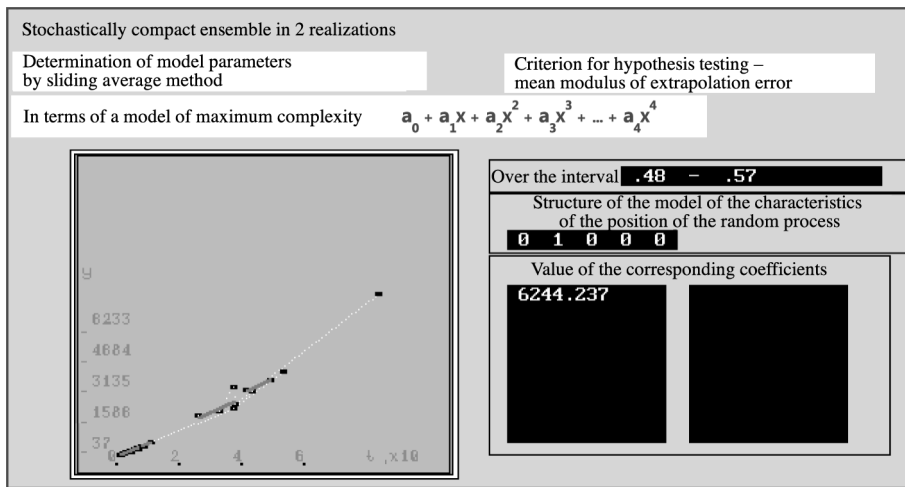 Stochastically compact ensemble in 2 realizations
Determination of model parameters
by sliding average method
Criterion for hypothesis testing –
mean modulus of extrapolation error
In terms of a model of maximum complexity a₀ + a₁x + a₂x² + a₃x³ + ... + a₄x⁴
Over the interval .48 – .57
Structure of the model of the characteristics
of the position of the random process
0 1 0 0 0
Value of the corresponding coefficients
6244.237
y
6233
4684
3135
1586
37
0 2 4 6 t ,x10